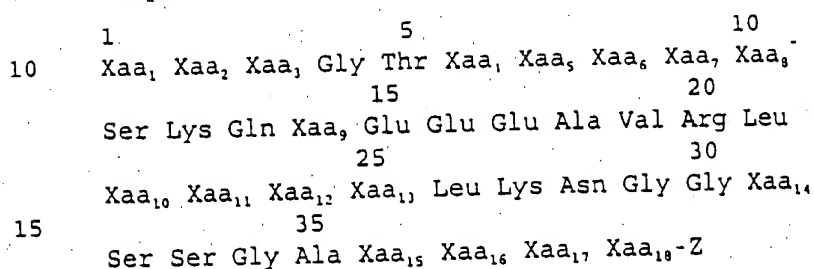 1 5 10
10 Xaa₁ Xaa₂ Xaa₃ Gly Thr Xaa₄ Xaa₅ Xaa₆ Xaa₇ Xaa₈
15 20
Ser Lys Gln Xaa₉ Glu Glu Glu Ala Val Arg Leu
25 30
Xaa₁₀ Xaa₁₁ Xaa₁₂ Xaa₁₃ Leu Lys Asn Gly Gly Xaa₁₄
15 35
Ser Ser Gly Ala Xaa₁₅ Xaa₁₆ Xaa₁₇ Xaa₁₈-Z